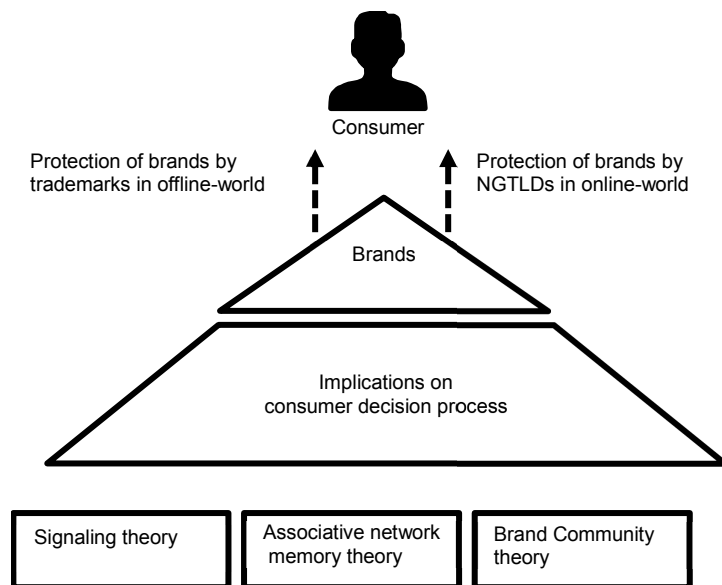 Consumer
Protection of brands by
trademarks in offline-world
Protection of brands by
NGTLDs in online-world
Brands
Implications on
consumer decision process
Signaling theory
Associative network
memory theory
Brand Community
theory